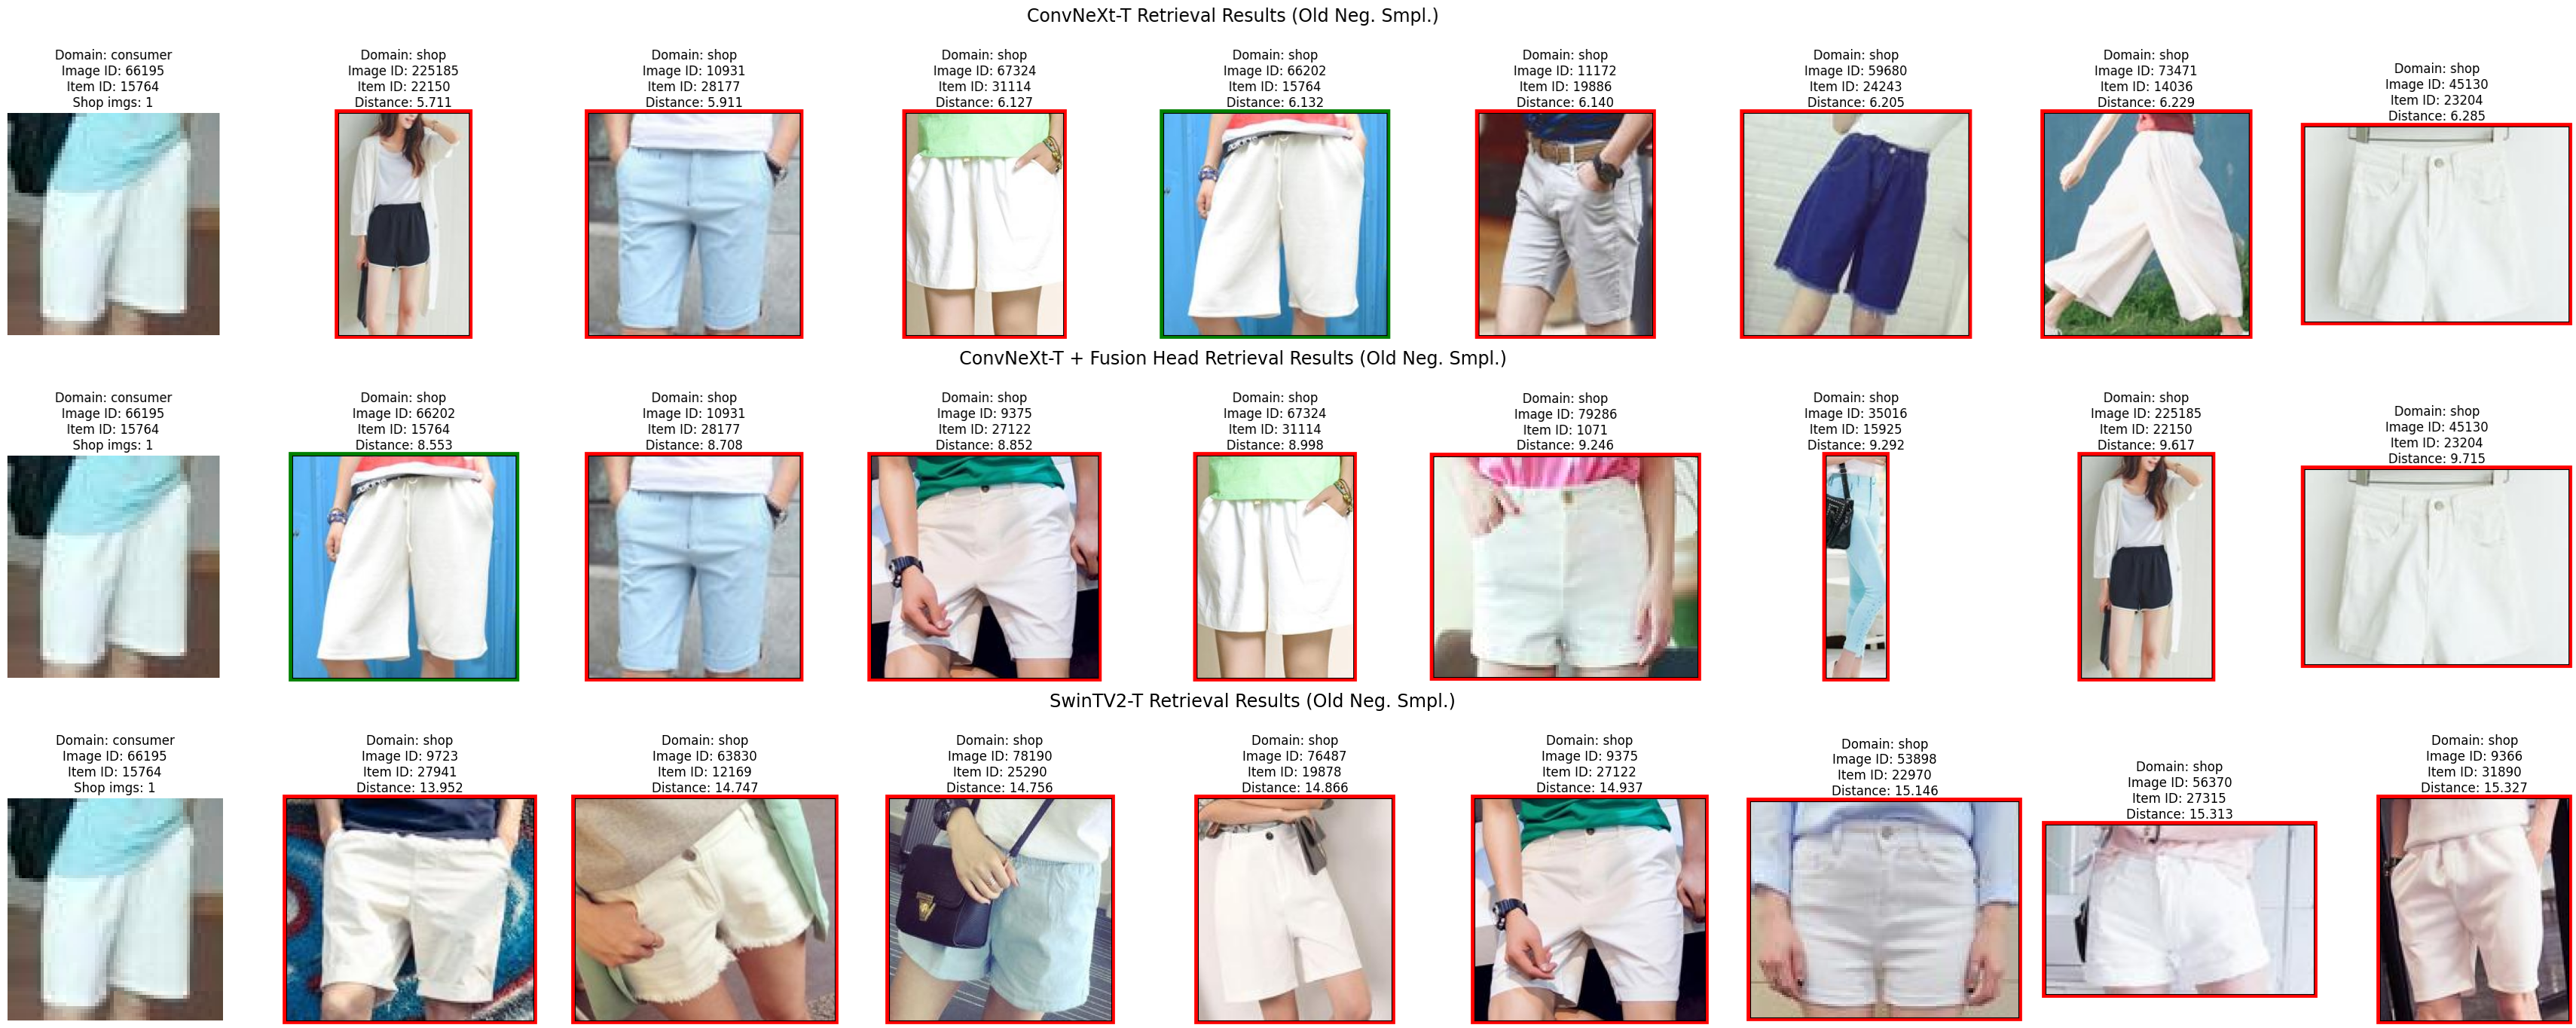 ConvNeXt-T Retrieval Results (Old Neg. Smpl.)
Domain: consumer
Image ID: 66195
Item ID: 15764
Shop imgs: 1
Domain: shop
Image ID: 225185
Item ID: 22150
Distance: 5.711
Domain: shop
Image ID: 10931
Item ID: 28177
Distance: 5.911
Domain: shop
Image ID: 67324
Item ID: 31114
Distance: 6.127
Domain: shop
Image ID: 66202
Item ID: 15764
Distance: 6.132
Domain: shop
Image ID: 11172
Item ID: 19886
Distance: 6.140
Domain: shop
Image ID: 59680
Item ID: 24243
Distance: 6.205
Domain: shop
Image ID: 73471
Item ID: 14036
Distance: 6.229
Domain: shop
Image ID: 45130
Item ID: 23204
Distance: 6.285
ConvNeXt-T + Fusion Head Retrieval Results (Old Neg. Smpl.)
Domain: consumer
Image ID: 66195
Item ID: 15764
Shop imgs: 1
Domain: shop
Image ID: 66202
Item ID: 15764
Distance: 8.553
Domain: shop
Image ID: 10931
Item ID: 28177
Distance: 8.708
Domain: shop
Image ID: 9375
Item ID: 27122
Distance: 8.852
Domain: shop
Image ID: 67324
Item ID: 31114
Distance: 8.998
Domain: shop
Image ID: 79286
Item ID: 1071
Distance: 9.246
Domain: shop
Image ID: 35016
Item ID: 15925
Distance: 9.292
Domain: shop
Image ID: 225185
Item ID: 22150
Distance: 9.617
Domain: shop
Image ID: 45130
Item ID: 23204
Distance: 9.715
SwinTV2-T Retrieval Results (Old Neg. Smpl.)
Domain: consumer
Image ID: 66195
Item ID: 15764
Shop imgs: 1
Domain: shop
Image ID: 9723
Item ID: 27941
Distance: 13.952
Domain: shop
Image ID: 63830
Item ID: 12169
Distance: 14.747
Domain: shop
Image ID: 78190
Item ID: 25290
Distance: 14.756
Domain: shop
Image ID: 76487
Item ID: 19878
Distance: 14.866
Domain: shop
Image ID: 9375
Item ID: 27122
Distance: 14.937
Domain: shop
Image ID: 53898
Item ID: 22970
Distance: 15.146
Domain: shop
Image ID: 56370
Item ID: 27315
Distance: 15.313
Domain: shop
Image ID: 9366
Item ID: 31890
Distance: 15.327